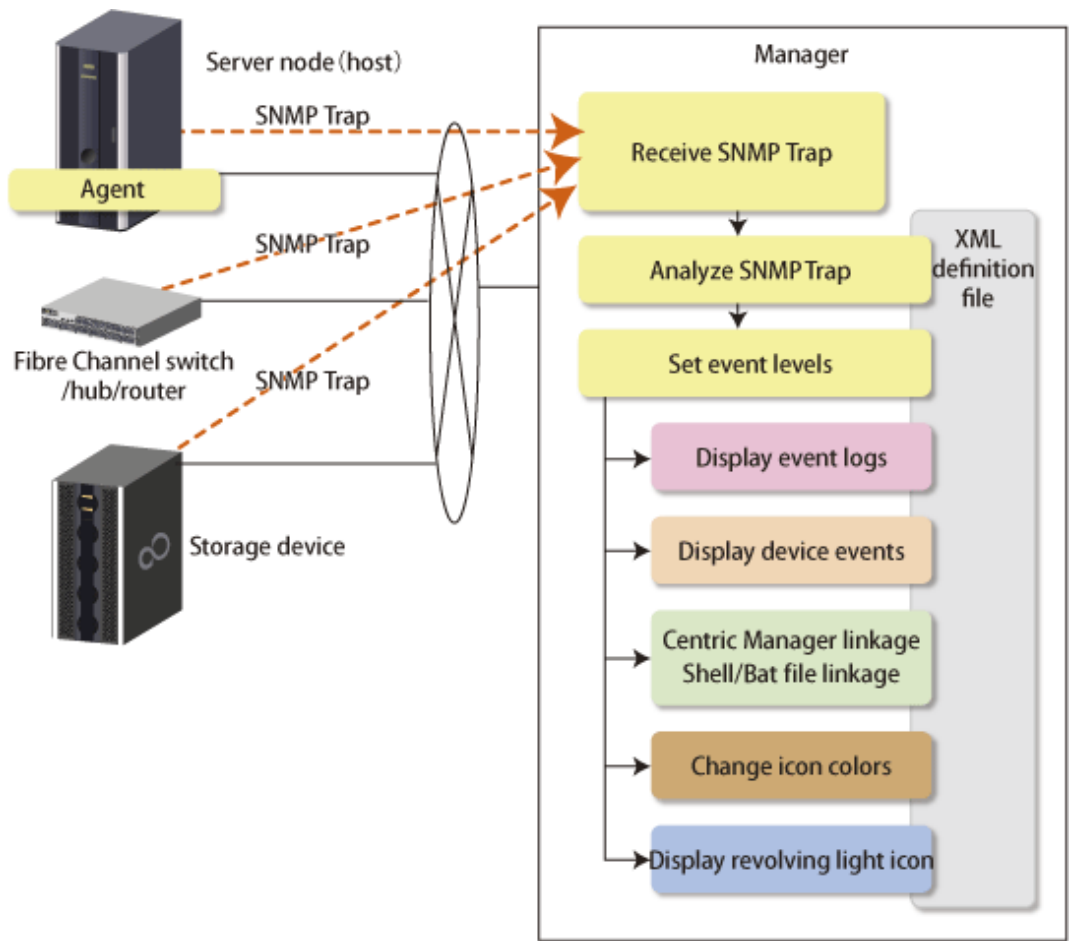 Server node (host)
SNMP Trap
Agent
SNMP Trap
Fibre Channel switch
/hub/router
SNMP Trap
Storage device
Manager
Receive SNMP Trap
Analyze SNMP Trap
XML
definition
file
Set event levels
Display event logs
Display device events
Centric Manager linkage
Shell/Bat file linkage
Change icon colors
Display revolving light icon